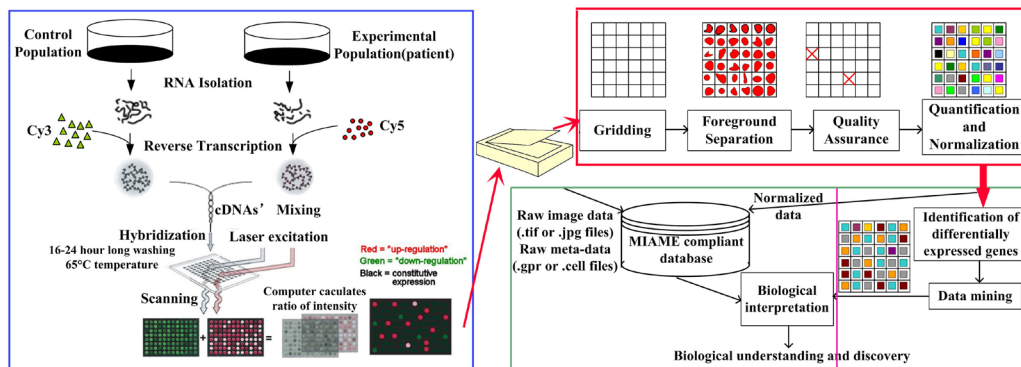 Control
Population
Experimental
Population(patient)
RNA Isolation
Cy3
Cy5
Reverse Transcription
cDNAs’
Mixing
Hybridization
16-24 hour long washing
65°C temperature
Laser excitation
Scanning
Red = "up-regulation"
Green = "down-regulation"
Black = constitutive
expression
Computer caculates
ratio of intensity
+
=
Gridding
Foreground
Separation
Quality
Assurance
Quantification
and
Normalization
Raw image data
(.tif or .jpg files)
Raw meta-data
(.gpr or .cell files)
MIAME compliant
database
Normalized
data
Identification of
differentially
expressed genes
Data mining
Biological
interpretation
Biological understanding and discovery